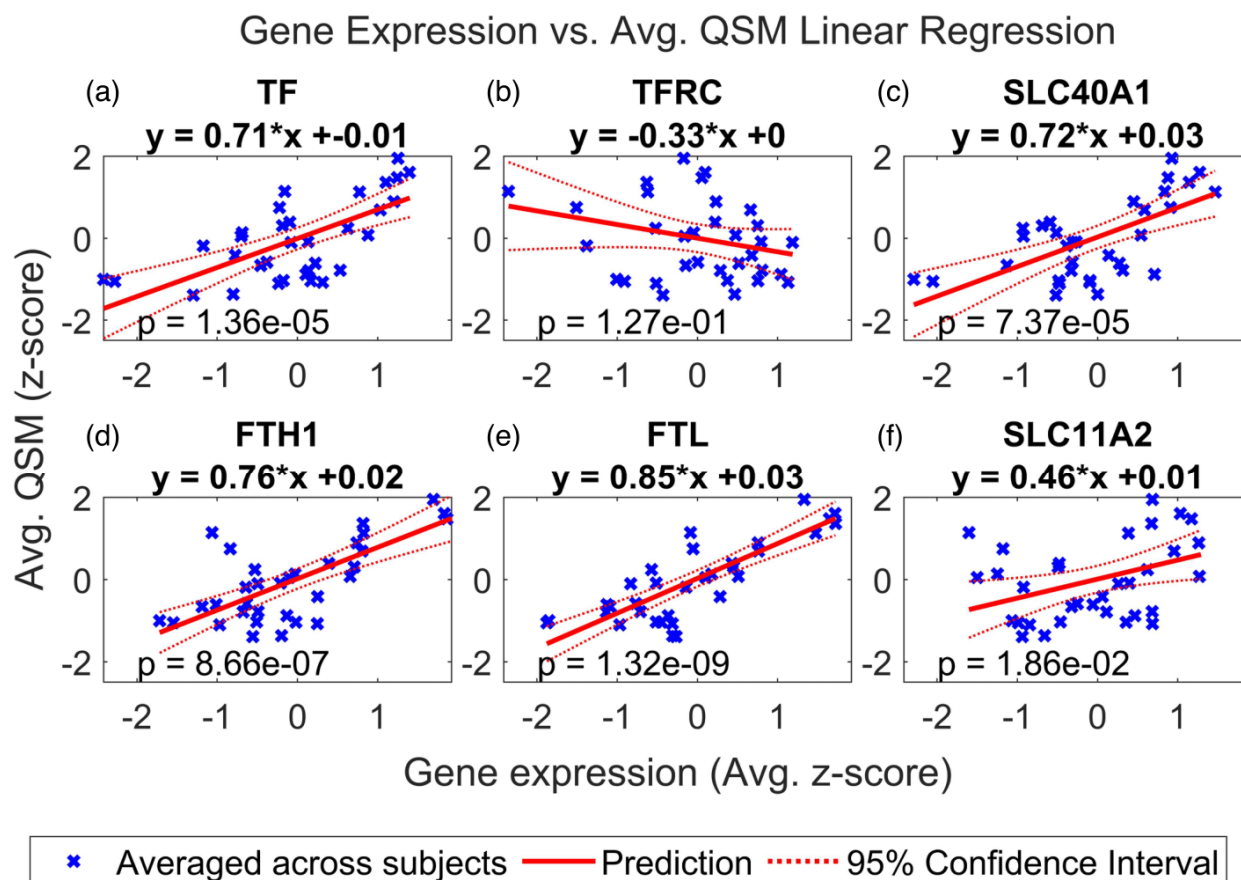 Gene Expression vs. Avg. QSM Linear Regression
(a) TF
y = 0.71*x +-0.01
(b) TFRC
y = -0.33*x +0
(c) SLC40A1
y = 0.72*x +0.03
2
0
-2
p = 1.36e-05
-2 -1 0 1
2
0
-2
p = 1.27e-01
-2 -1 0 1
2
0
-2
p = 7.37e-05
-2 -1 0 1
(d) FTH1
y = 0.76*x +0.02
(e) FTL
y = 0.85*x +0.03
(f) SLC11A2
y = 0.46*x +0.01
2
0
-2
p = 8.66e-07
-2 -1 0 1
2
0
-2
p = 1.32e-09
-2 -1 0 1
2
0
-2
p = 1.86e-02
-2 -1 0 1
Avg. QSM (z-score)
Gene expression (Avg. z-score)
Averaged across subjects Prediction 95% Confidence Interval